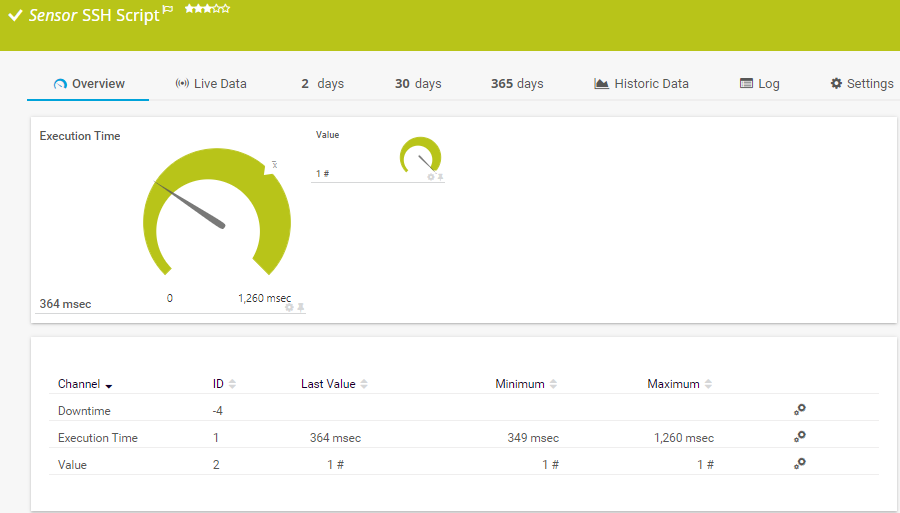 Sensor SSH Script
Overview Live Data 2 days 30 days 365 days Historic Data Log Settings
Execution Time
x̄
364 msec
0 1,260 msec
Value
1 #
Channel ID Last Value Minimum Maximum
Downtime -4
Execution Time 1 364 msec 349 msec 1,260 msec
Value 2 1 # 1 # 1 #